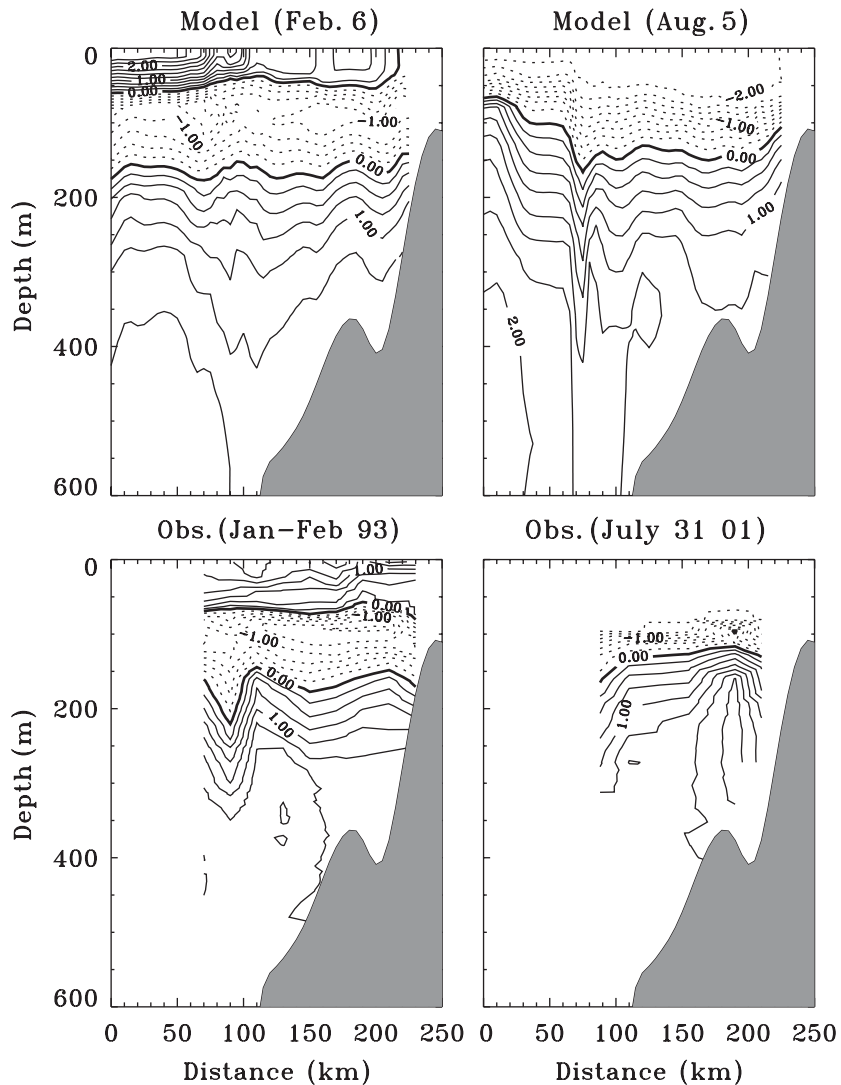 Model (Feb. 6)
Model (Aug. 5)
0
200
400
600
Depth (m)
2.00
1.00
0.00
-1.00
-1.00
0.00
1.00
-2.00
-1.00
0.00
1.00
2.00
Obs. (Jan-Feb 93)
Obs. (July 31 01)
0
200
400
600
Depth (m)
1.00
0.00
-1.00
-1.00
0.00
1.00
-1.00
0.00
1.00
0 50 100 150 200 250
0 50 100 150 200 250
Distance (km)
Distance (km)